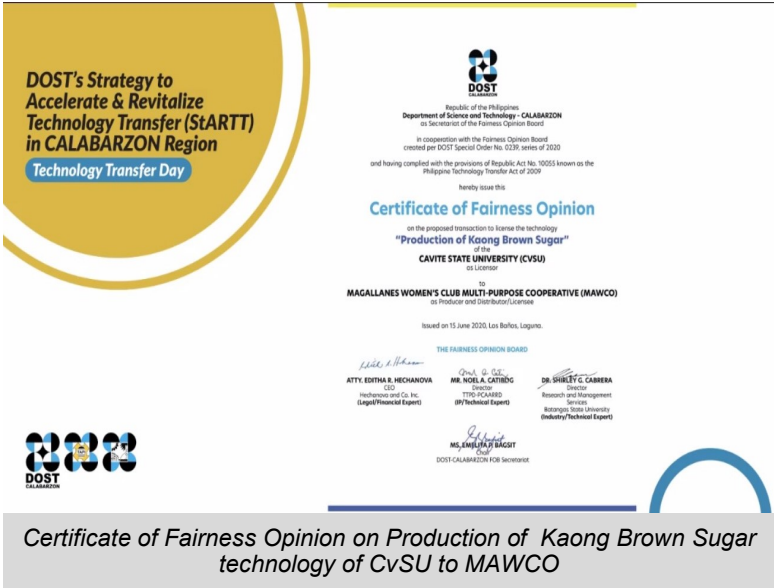 DOST's Strategy to
Accelerate & Revitalize
Technology Transfer (StARTT)
in CALABARZON Region
Technology Transfer Day
DOST
CALABARZON
Republic of the Philippines
Department of Science and Technology - CALABARZON
as Secretariat of the Fairness Opinion Board
in cooperation with the Fairness Opinion Board
created per DOST Special Order No. 0239, series of 2020
and having complied with the provisions of Republic Act No. 10055 known as the
Philippine Technology Transfer Act of 2009
hereby issue this
Certificate of Fairness Opinion
on the proposed transaction to license the technology
"Production of Kaong Brown Sugar"
of the
CAVITE STATE UNIVERSITY (CVSU)
as Licensor
to
MAGALLANES WOMEN'S CLUB MULTI-PURPOSE COOPERATIVE (MAWCO)
as Producer and Distributor/Licensee
Issued on 15 June 2020, Los Baños, Laguna.
THE FAIRNESS OPINION BOARD
ATTY. EDITHA R. HECHANOVA
CEO
Hechanova and Co. Inc.
(Legal/Financial Expert)
MR. NOEL A. CATIBOG
Director
TTPD-PCAARRD
(IP/Technical Expert)
DR. SHIRLEY G. CABRERA
Director
Research and Management
Services
Batangas State University
(Industry/Technical Expert)
MS. EMELITA P. BAGSIT
Chair
DOST-CALABARZON FOB Secretariat
DOST
CALABARZON
Certificate of Fairness Opinion on Production of Kaong Brown Sugar
technology of CvSU to MAWCO